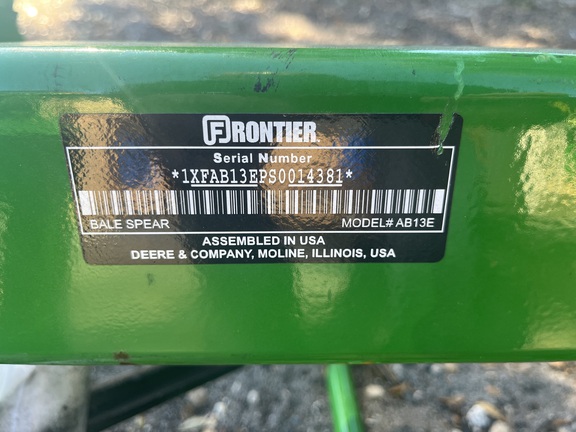 FRONTIER
Serial Number
*1XFAB13EPS0014381*
BALE SPEAR MODEL# AB13E
ASSEMBLED IN USA
DEERE & COMPANY, MOLINE, ILLINOIS, USA